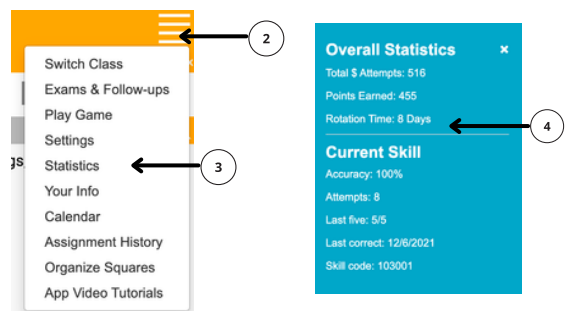 2
Switch Class
Exams & Follow-ups
Play Game
Settings
Statistics
Your Info
Calendar
Assignment History
Organize Squares
App Video Tutorials
3
Overall Statistics ×
Total $ Attempts: 516
Points Earned: 455
Rotation Time: 8 Days
4
Current Skill
Accuracy: 100%
Attempts: 8
Last five: 5/5
Last correct: 12/6/2021
Skill code: 103001